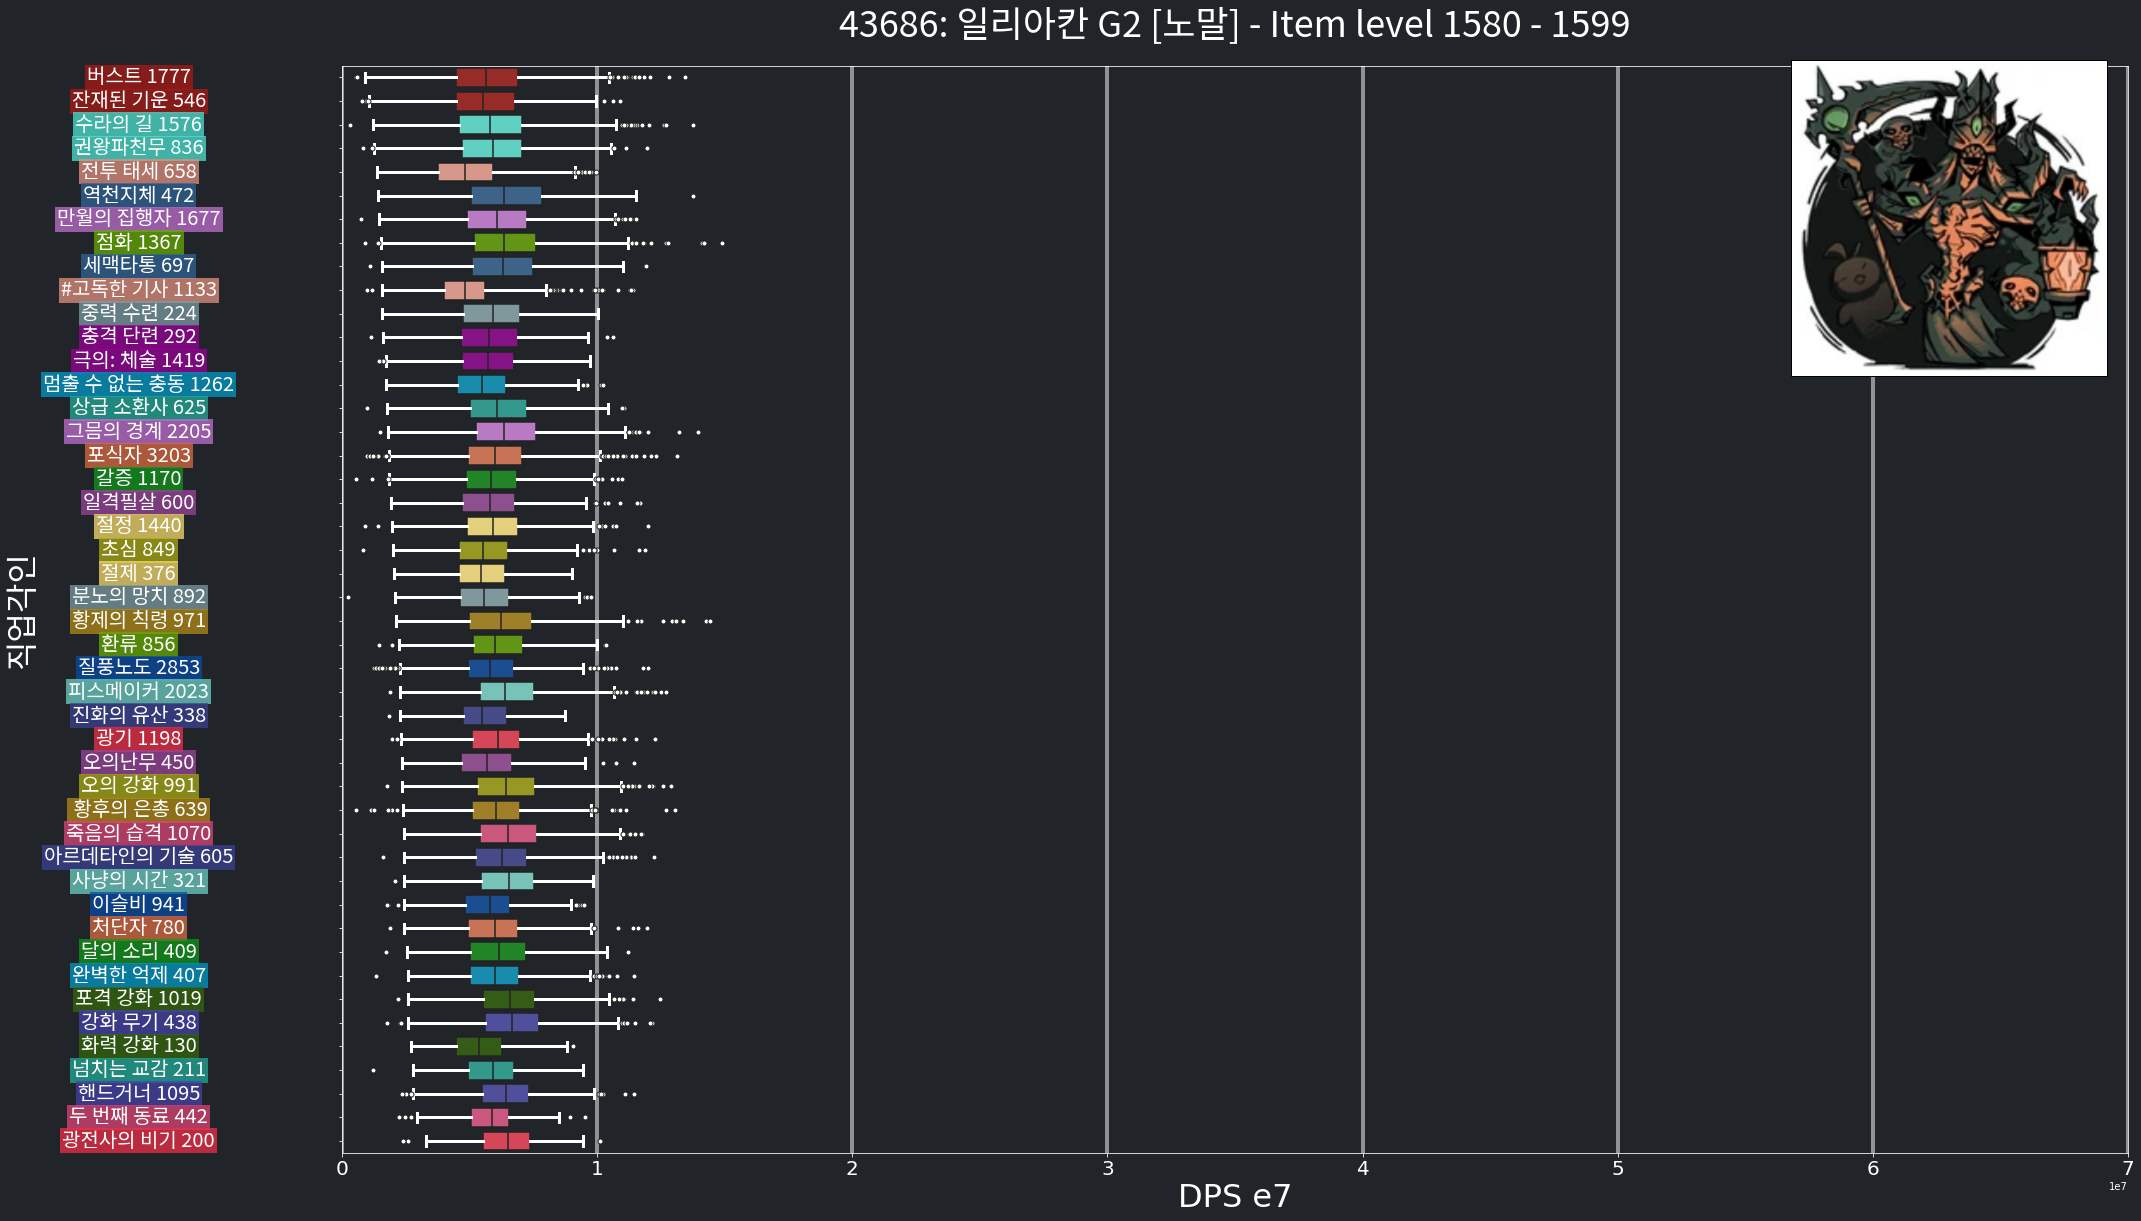 43686: 일리아칸 G2 [노말] - Item level 1580 - 1599
버스트 1777
잔재된 기운 546
수라의 길 1576
권왕파천무 836
전투 태세 658
역천지체 472
만월의 집행자 1677
점화 1367
세맥타통 697
#고독한 기사 1133
중력 수련 224
충격 단련 292
극의: 체술 1419
멈출 수 없는 충동 1262
상급 소환사 625
그믐의 경계 2205
포식자 3203
갈증 1170
일격필살 600
절정 1440
초심 849
절제 376
분노의 망치 892
황제의 칙령 971
환류 856
질풍노도 2853
피스메이커 2023
진화의 유산 338
광기 1198
오의난무 450
오의 강화 991
황후의 은총 639
죽음의 습격 1070
아르데타인의 기술 605
사냥의 시간 321
이슬비 941
처단자 780
달의 소리 409
완벽한 억제 407
포격 강화 1019
강화 무기 438
화력 강화 130
넘치는 교감 211
핸드거너 1095
두 번째 동료 442
광전사의 비기 200
직업각인
0 1 2 3 4 5 6 7
DPS e7
1e7